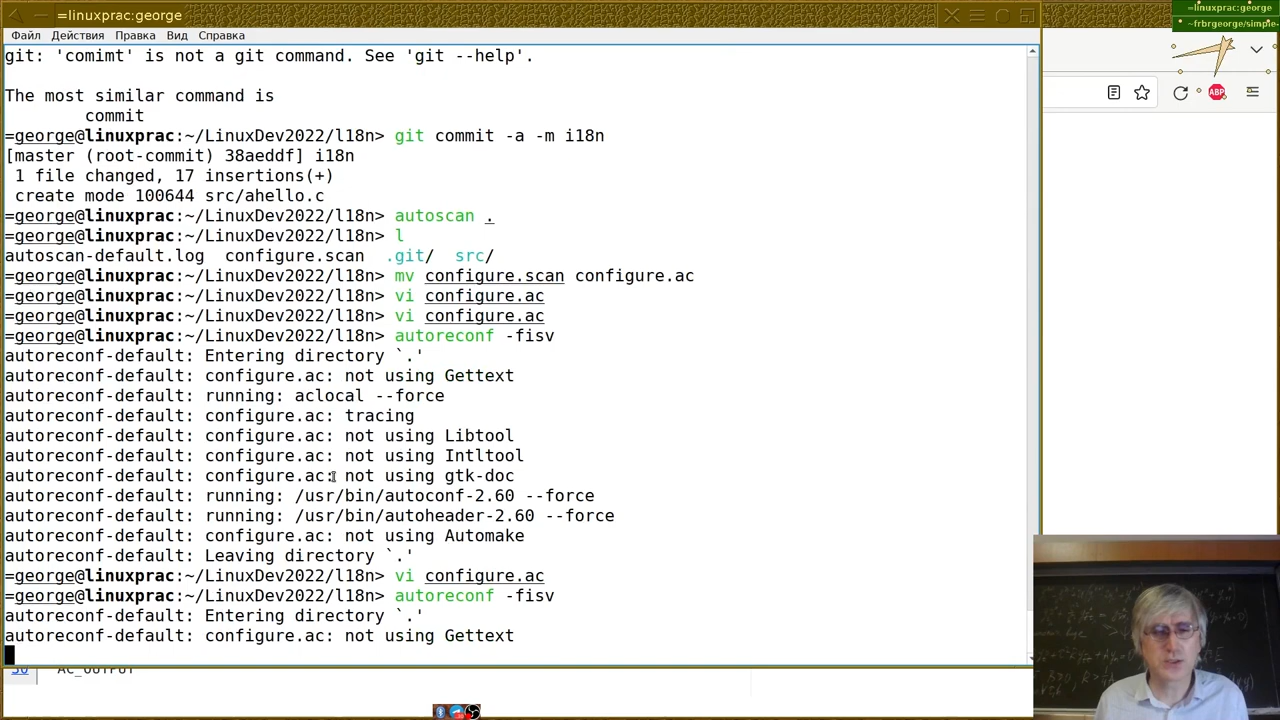 =linuxprac:george
=linuxprac:george
~frbrgeorge/simple-
Файл Действия Правка Вид Справка
git: 'comimt' is not a git command. See 'git --help'.
The most similar command is
commit
=george@linuxprac:~/LinuxDev2022/l18n> git commit -a -m i18n
[master (root-commit) 38aeddf] i18n
1 file changed, 17 insertions(+)
create mode 100644 src/ahello.c
=george@linuxprac:~/LinuxDev2022/l18n> autoscan .
=george@linuxprac:~/LinuxDev2022/l18n> l
autoscan-default.log configure.scan .git/ src/
=george@linuxprac:~/LinuxDev2022/l18n> mv configure.scan configure.ac
=george@linuxprac:~/LinuxDev2022/l18n> vi configure.ac
=george@linuxprac:~/LinuxDev2022/l18n> vi configure.ac
=george@linuxprac:~/LinuxDev2022/l18n> autoreconf -fisv
autoreconf-default: Entering directory `.'
autoreconf-default: configure.ac: not using Gettext
autoreconf-default: running: aclocal --force
autoreconf-default: configure.ac: tracing
autoreconf-default: configure.ac: not using Libtool
autoreconf-default: configure.ac: not using Intltool
autoreconf-default: configure.ac: not using gtk-doc
autoreconf-default: running: /usr/bin/autoconf-2.60 --force
autoreconf-default: running: /usr/bin/autoheader-2.60 --force
autoreconf-default: configure.ac: not using Automake
autoreconf-default: Leaving directory `.'
=george@linuxprac:~/LinuxDev2022/l18n> vi configure.ac
=george@linuxprac:~/LinuxDev2022/l18n> autoreconf -fisv
autoreconf-default: Entering directory `.'
autoreconf-default: configure.ac: not using Gettext
30 AC_OUTPUT
ABP